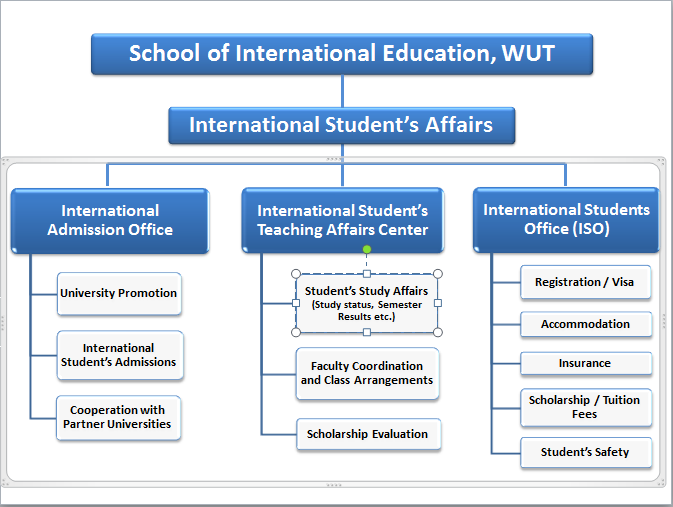 School of International Education, WUT
International Student's Affairs
International
Admission Office
University Promotion
International
Student's Admissions
Cooperation with
Partner Universities
International Student's
Teaching Affairs Center
Student's Study Affairs
(Study status, Semester
Results etc.)
Faculty Coordination
and Class Arrangements
Scholarship Evaluation
International Students
Office (ISO)
Registration / Visa
Accommodation
Insurance
Scholarship / Tuition
Fees
Student's Safety